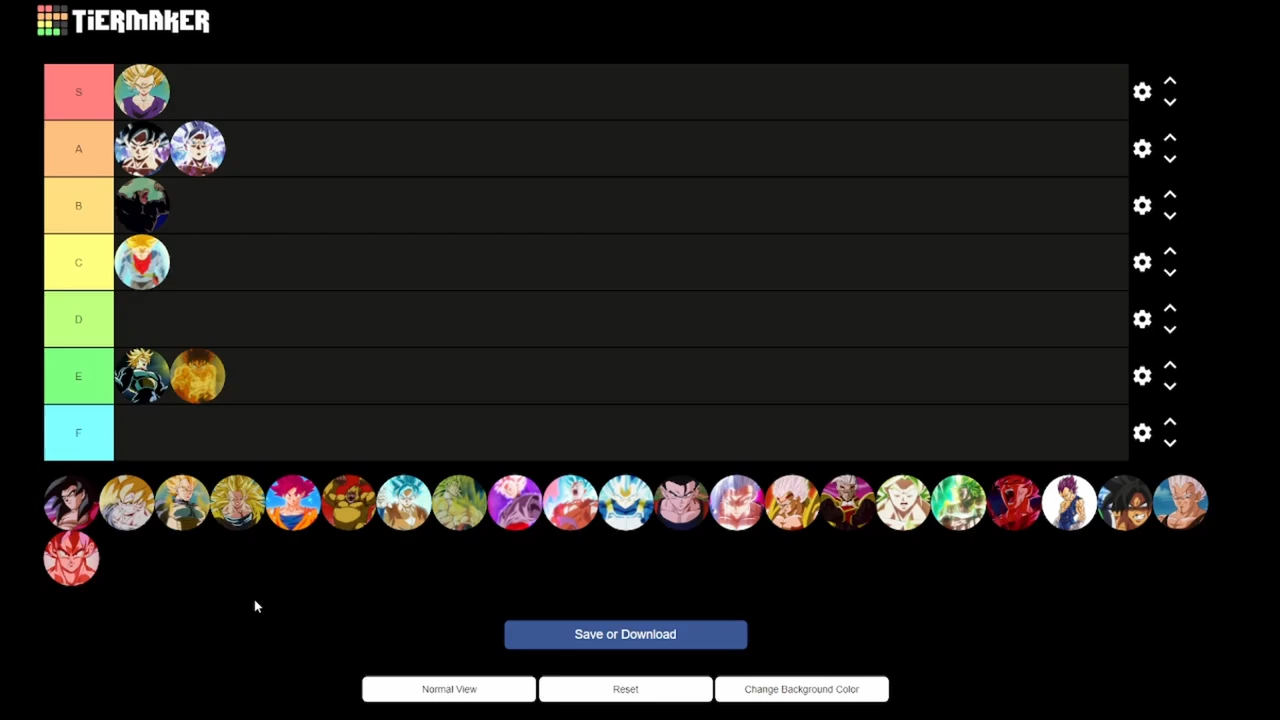 TiERMAKER
S
A
B
C
D
E
F
Save or Download
Normal View
Reset
Change Background Color